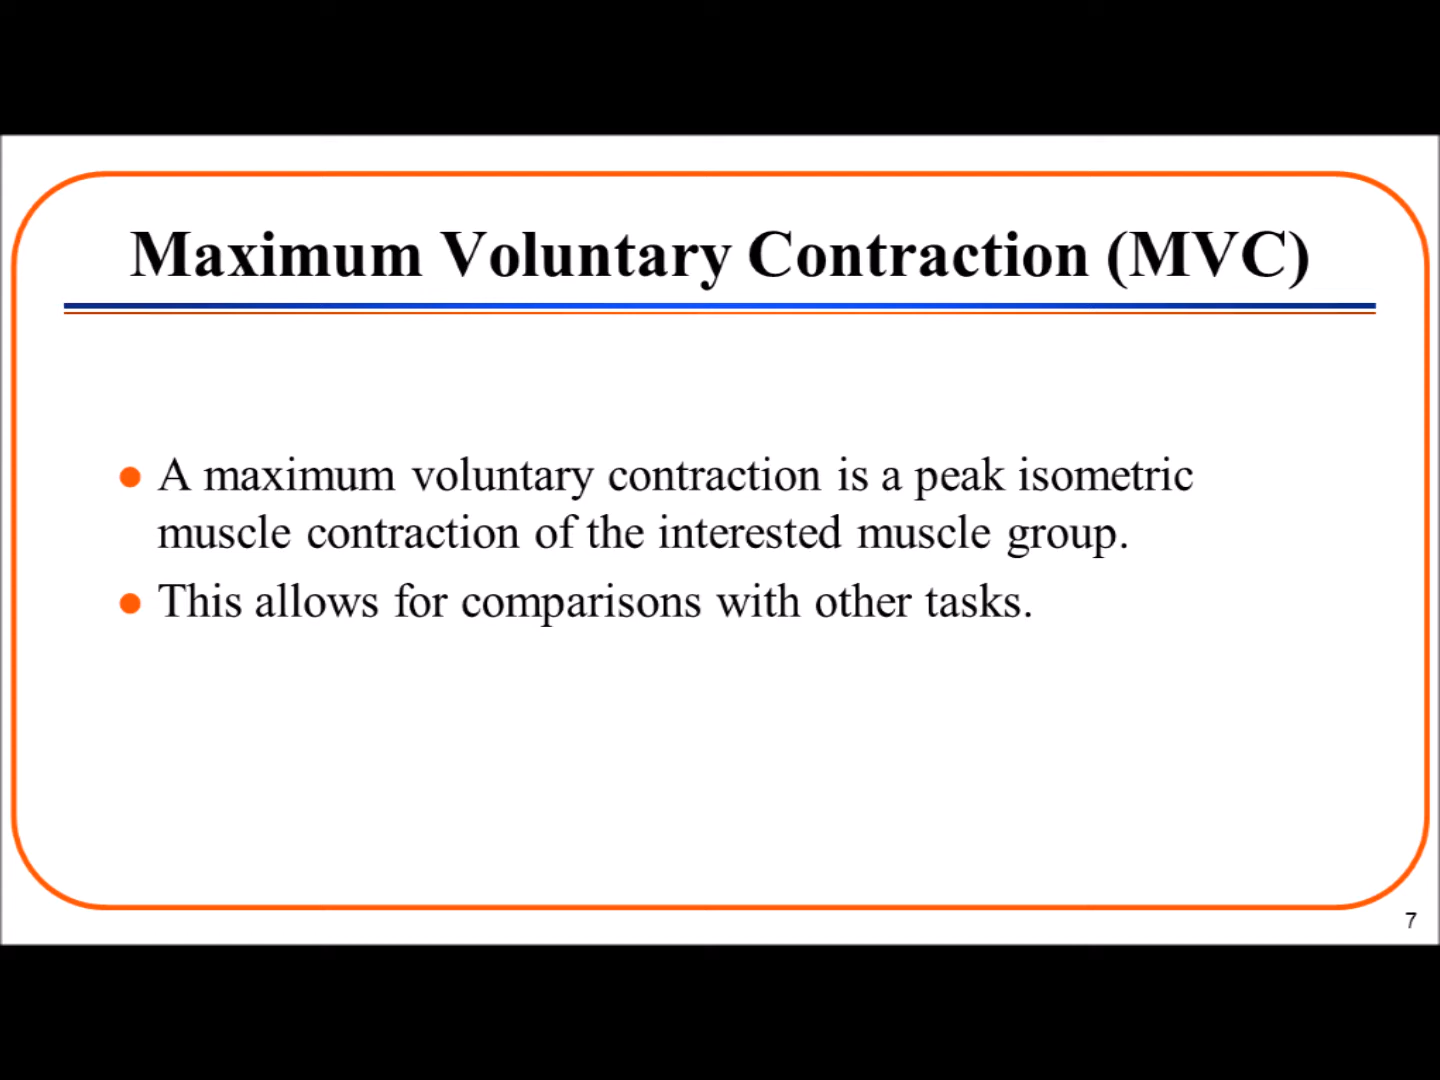 Maximum Voluntary Contraction (MVC)
● A maximum voluntary contraction is a peak isometric
muscle contraction of the interested muscle group.
● This allows for comparisons with other tasks.
7